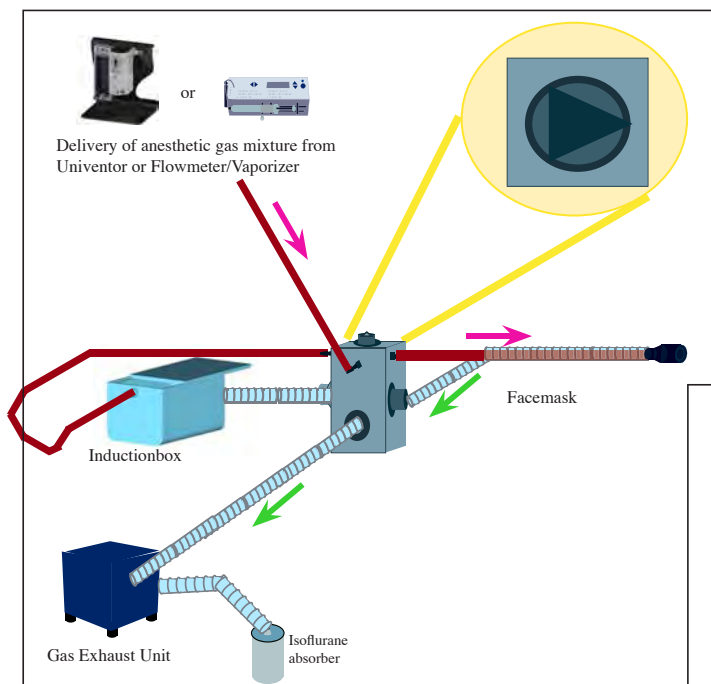 or
Delivery of anesthetic gas mixture from
Univentor or Flowmeter/Vaporizer
Facemask
Inductionbox
Gas Exhaust Unit
Isoflurane
absorber